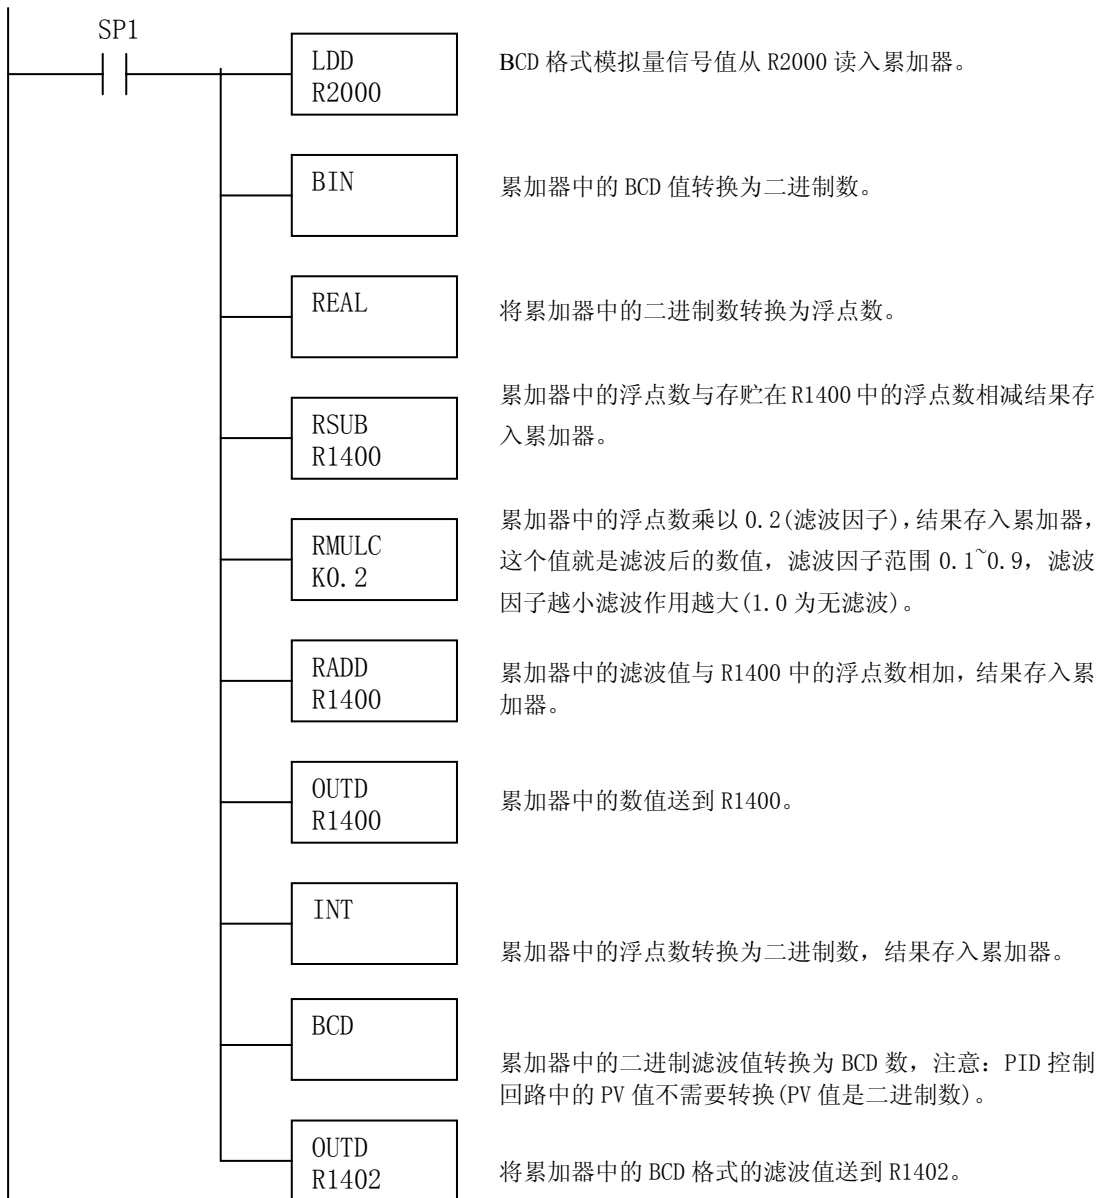 SP1
LDD
R2000
BCD 格式模拟量信号值从 R2000 读入累加器。
BIN
累加器中的 BCD 值转换为二进制数。
REAL
将累加器中的二进制数转换为浮点数。
RSUB
R1400
累加器中的浮点数与存贮在 R1400 中的浮点数相减结果存
入累加器。
RMULC
K0.2
累加器中的浮点数乘以 0.2(滤波因子),结果存入累加器，
这个值就是滤波后的数值，滤波因子范围 0.1~0.9，滤波
因子越小滤波作用越大(1.0 为无滤波)。
RADD
R1400
累加器中的滤波值与 R1400 中的浮点数相加，结果存入累
加器。
OUTD
R1400
累加器中的数值送到 R1400。
INT
累加器中的浮点数转换为二进制数，结果存入累加器。
BCD
累加器中的二进制滤波值转换为 BCD 数，注意：PID 控制
回路中的 PV 值不需要转换(PV 值是二进制数)。
OUTD
R1402
将累加器中的 BCD 格式的滤波值送到 R1402。